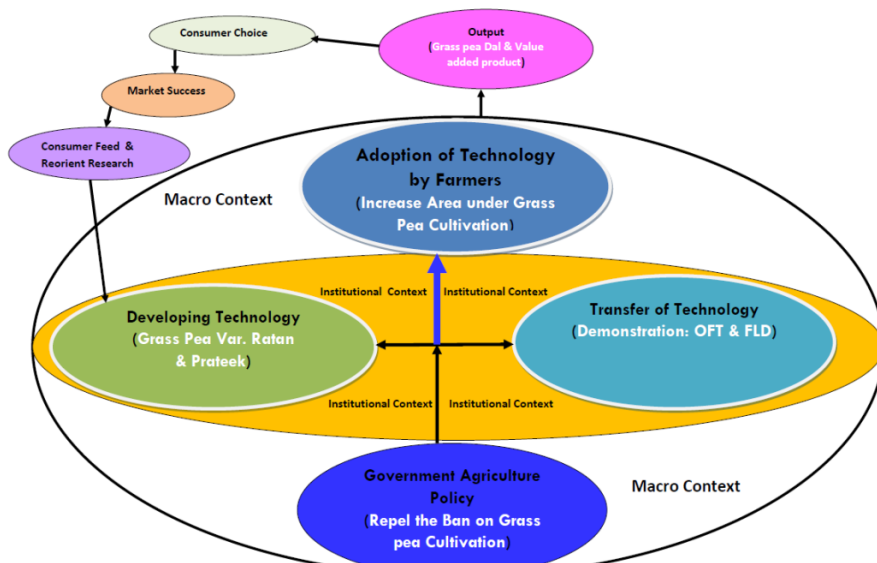 Output
(Grass pea Dal & Value
added product)
Consumer Choice
Market Success
Consumer Feed &
Reorient Research
Macro Context
Adoption of Technology
by Farmers
(Increase Area under Grass
Pea Cultivation)
Institutional Context
Institutional Context
Developing Technology
(Grass Pea Var. Ratan
& Prateek)
Transfer of Technology
(Demonstration: OFT & FLD)
Institutional Context
Institutional Context
Government Agriculture
Policy
(Repel the Ban on Grass
pea Cultivation)
Macro Context